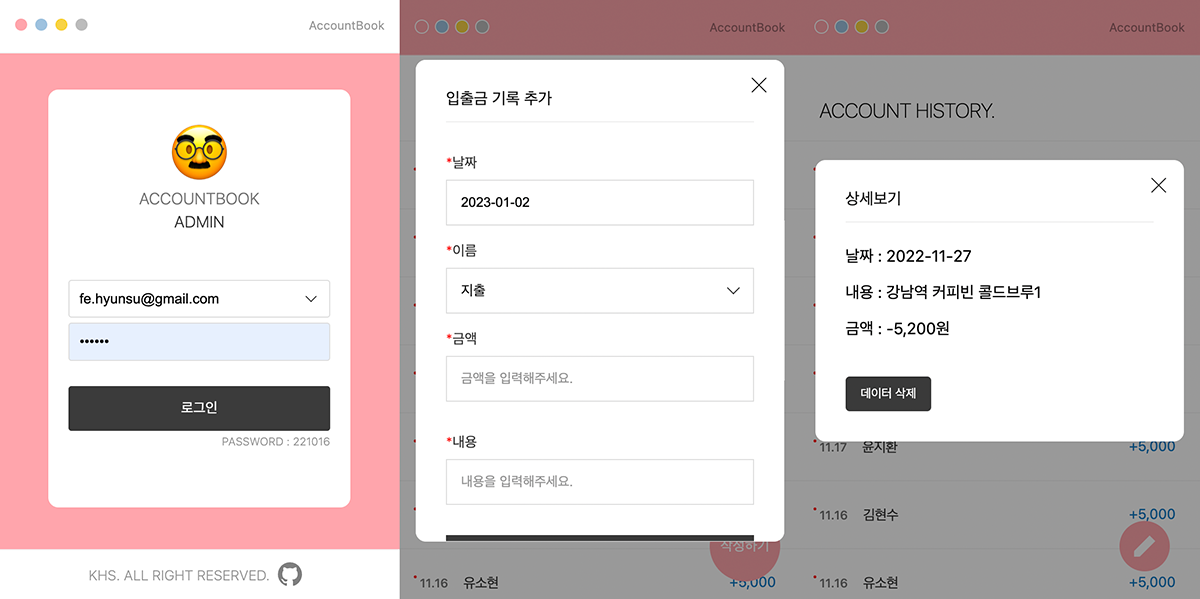 AccountBook
ACCOUNTBOOK
ADMIN
fe.hyunsu@gmail.com
••••••
로그인
PASSWORD : 221016
KHS. ALL RIGHT RESERVED.
AccountBook
입출금 기록 추가
*날짜
2023-01-02
*이름
지출
*금액
금액을 입력해주세요.
*내용
내용을 입력해주세요.
작성하기
11.16 유소현 +5,000
AccountBook
ACCOUNT HISTORY.
상세보기
날짜 : 2022-11-27
내용 : 강남역 커피빈 콜드브루1
금액 : -5,200원
데이터 삭제
11.17 윤지환 +5,000
11.16 김현수 +5,000
11.16 유소현 +5,000